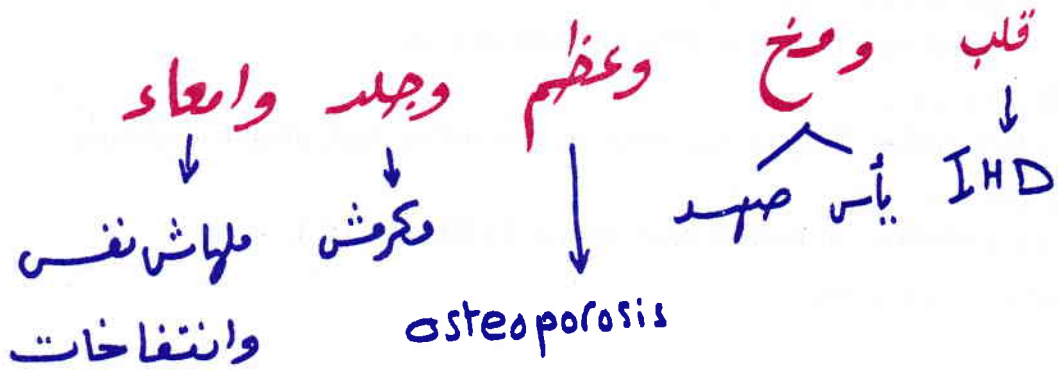 قلب ومخ وعظم وجلد وامعاء
IHD يأس صهد مكرمش ملهاش نفس
osteoporosis وانتفاخات